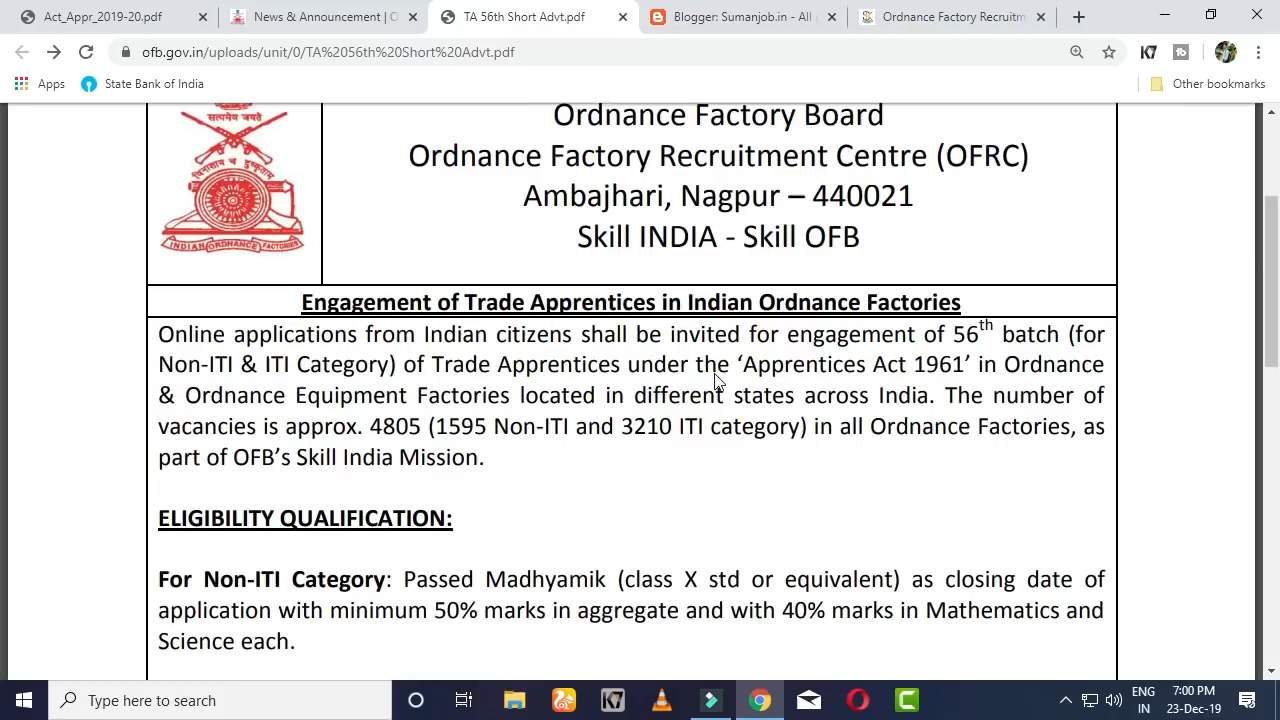 Act_Appr_2019-20.pdf
News & Announcement | O
TA 56th Short Advt.pdf
Blogger: Sumanjob.in - All
Ordnance Factory Recruitm
ofb.gov.in/uploads/unit/0/TA%2056th%20Short%20Advt.pdf
Apps
State Bank of India
Other bookmarks
सत्यमेव जयते
विनाशाय च दुष्कृताम्
INDIAN ORDNANCE FACTORIES
Ordnance Factory Board
Ordnance Factory Recruitment Centre (OFRC)
Ambajhari, Nagpur – 440021
Skill INDIA - Skill OFB
Engagement of Trade Apprentices in Indian Ordnance Factories
Online applications from Indian citizens shall be invited for engagement of 56th batch (for
Non-ITI & ITI Category) of Trade Apprentices under the ‘Apprentices Act 1961’ in Ordnance
& Ordnance Equipment Factories located in different states across India. The number of
vacancies is approx. 4805 (1595 Non-ITI and 3210 ITI category) in all Ordnance Factories, as
part of OFB’s Skill India Mission.
ELIGIBILITY QUALIFICATION:
For Non-ITI Category: Passed Madhyamik (class X std or equivalent) as closing date of
application with minimum 50% marks in aggregate and with 40% marks in Mathematics and
Science each.
Type here to search
ENG
IN
7:00 PM
23-Dec-19